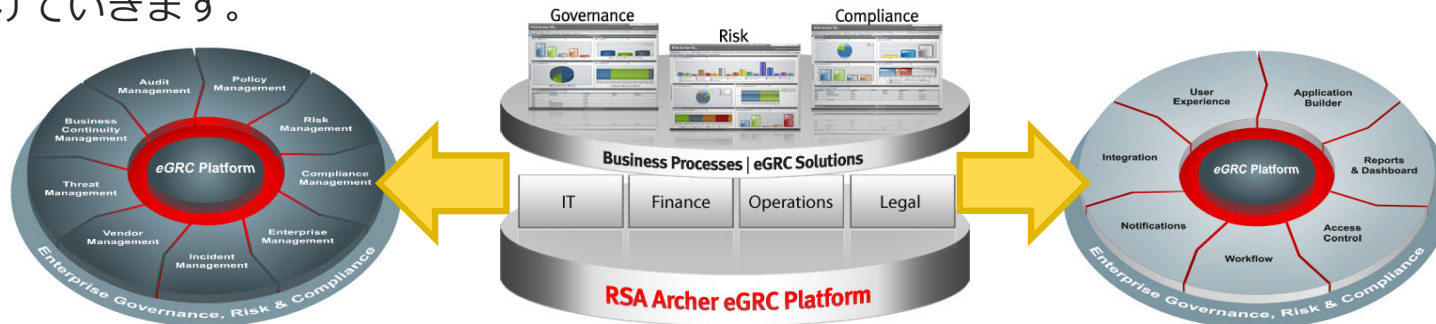 けていきます。
Audit
Management
Policy
Management
Business
Continuity
Management
Risk
Management
eGRC Platform
Threat
Management
Compliance
Management
Vendor
Management
Enterprise
Management
Incident
Management
Enterprise Governance, Risk & Compliance
Governance
Risk
Compliance
Business Processes | eGRC Solutions
IT
Finance
Operations
Legal
RSA Archer eGRC Platform
User
Experience
Application
Builder
Integration
eGRC Platform
Reports
& Dashboard
Notifications
Access
Control
Workflow
Enterprise Governance, Risk & Compliance